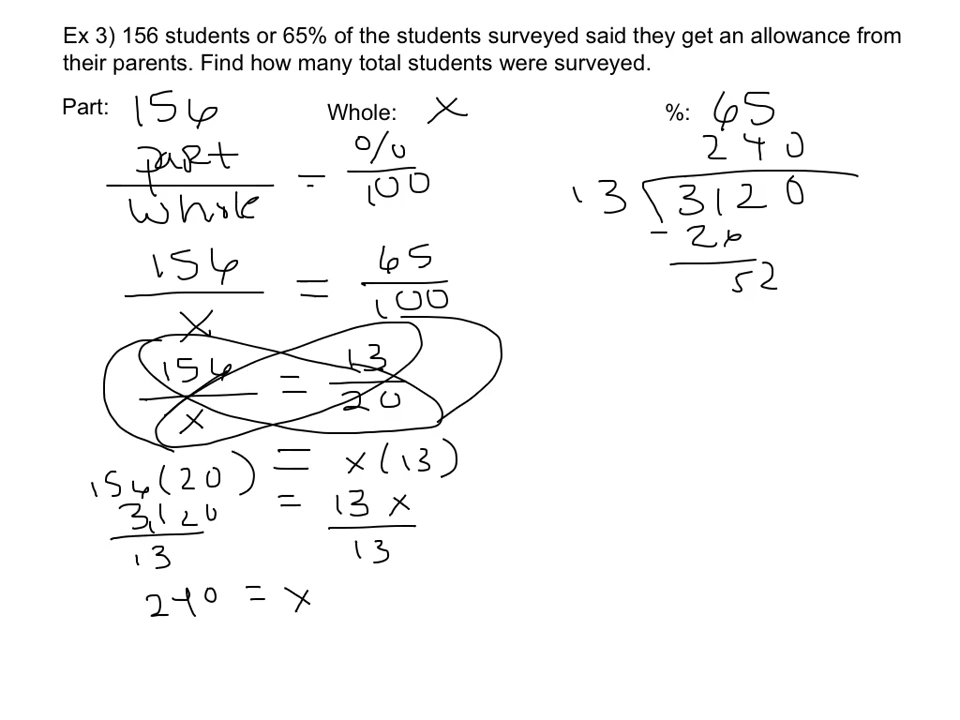 Ex 3) 156 students or 65% of the students surveyed said they get an allowance from
their parents. Find how many total students were surveyed.
Part: 156 Whole: x %: 65
part/whole = %/100
156/x = 65/100
156/x = 13/20
156(20) = x(13)
3,120/13 = 13x/13
240 = x
240
13 3120
- 26
52